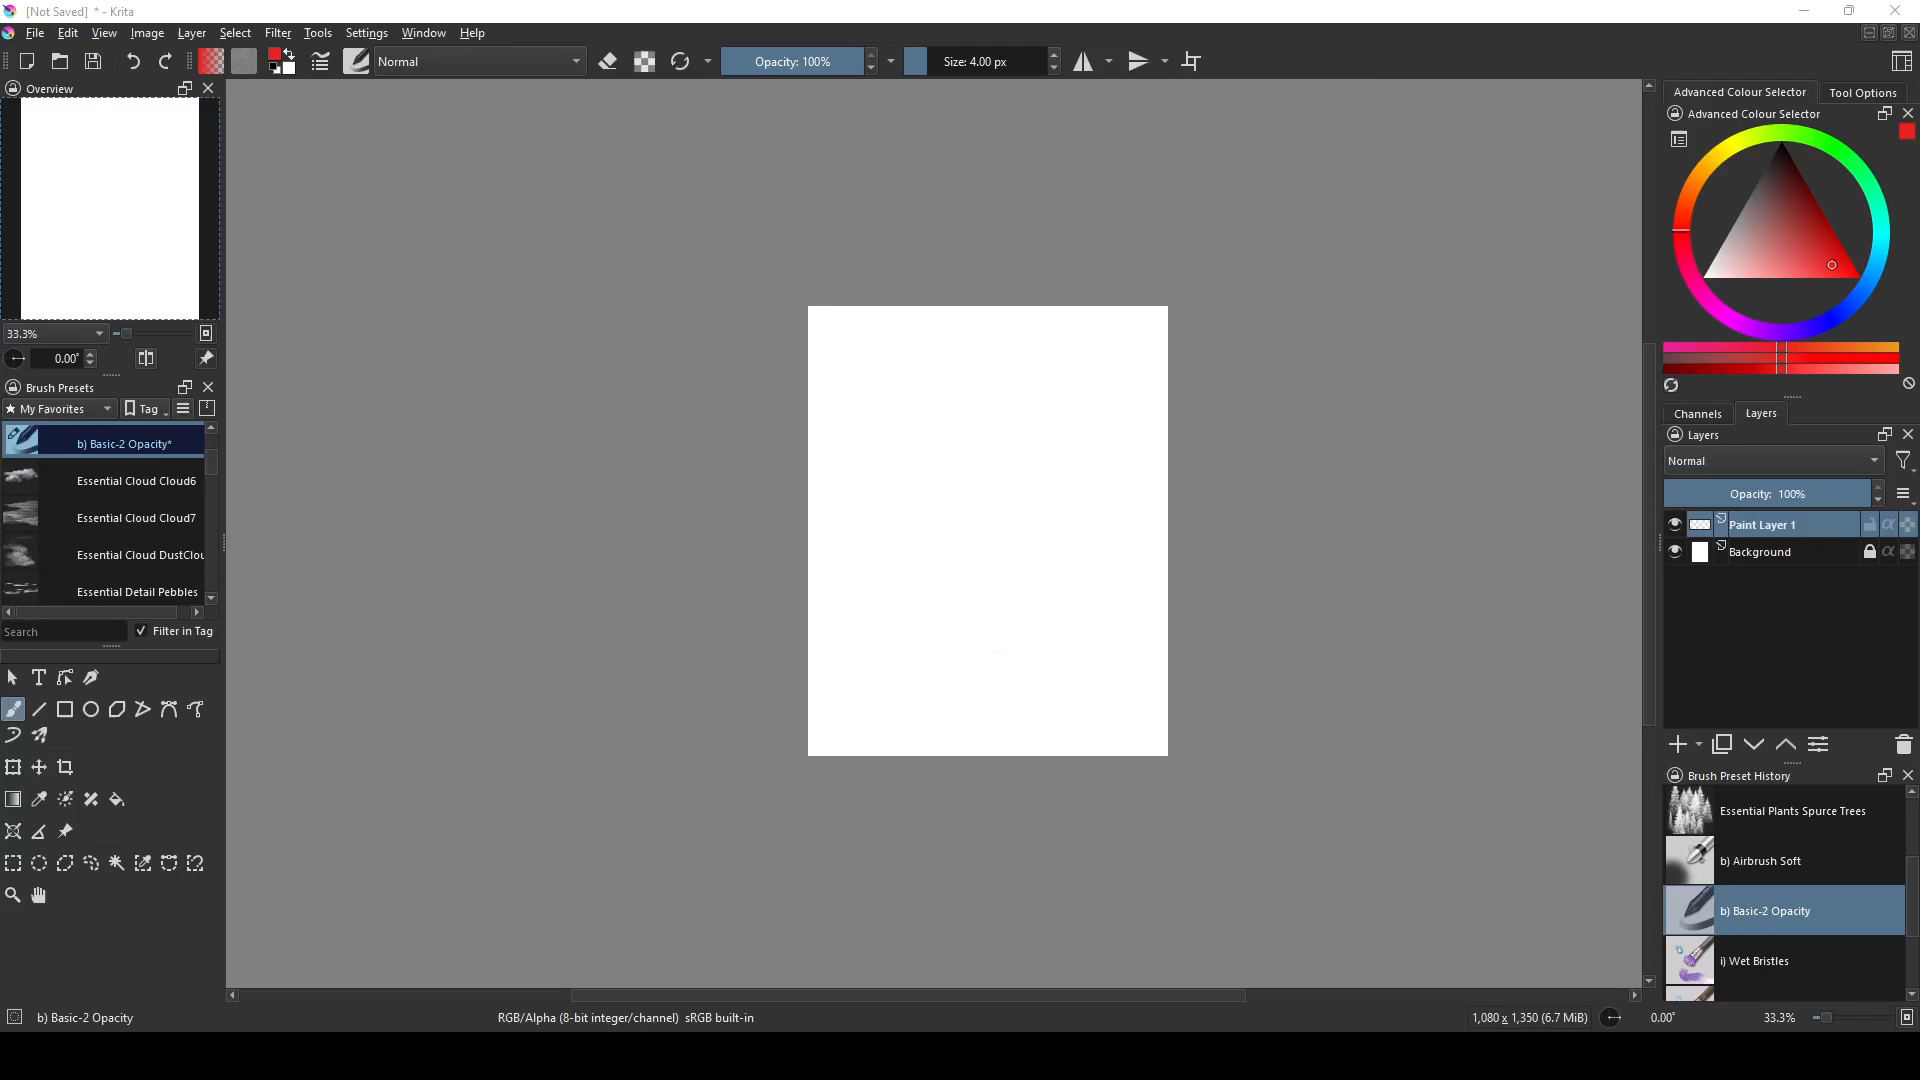 [Not Saved] * - Krita
File Edit View Image Layer Select Filter Tools Settings Window Help
Normal Opacity: 100% Size: 4.00 px
Overview
33.3%
0.00°
Brush Presets
★ My Favorites Tag
b) Basic-2 Opacity*
Essential Cloud Cloud6
Essential Cloud Cloud7
Essential Cloud DustClou
Essential Detail Pebbles
Search Filter in Tag
Advanced Colour Selector Tool Options
Advanced Colour Selector
Channels Layers
Layers
Normal
Opacity: 100%
Paint Layer 1
Background
Brush Preset History
Essential Plants Spurce Trees
b) Airbrush Soft
b) Basic-2 Opacity
i) Wet Bristles
b) Basic-2 Opacity RGB/Alpha (8-bit integer/channel) sRGB built-in 1,080 x 1,350 (6.7 MiB) 0.00° 33.3%